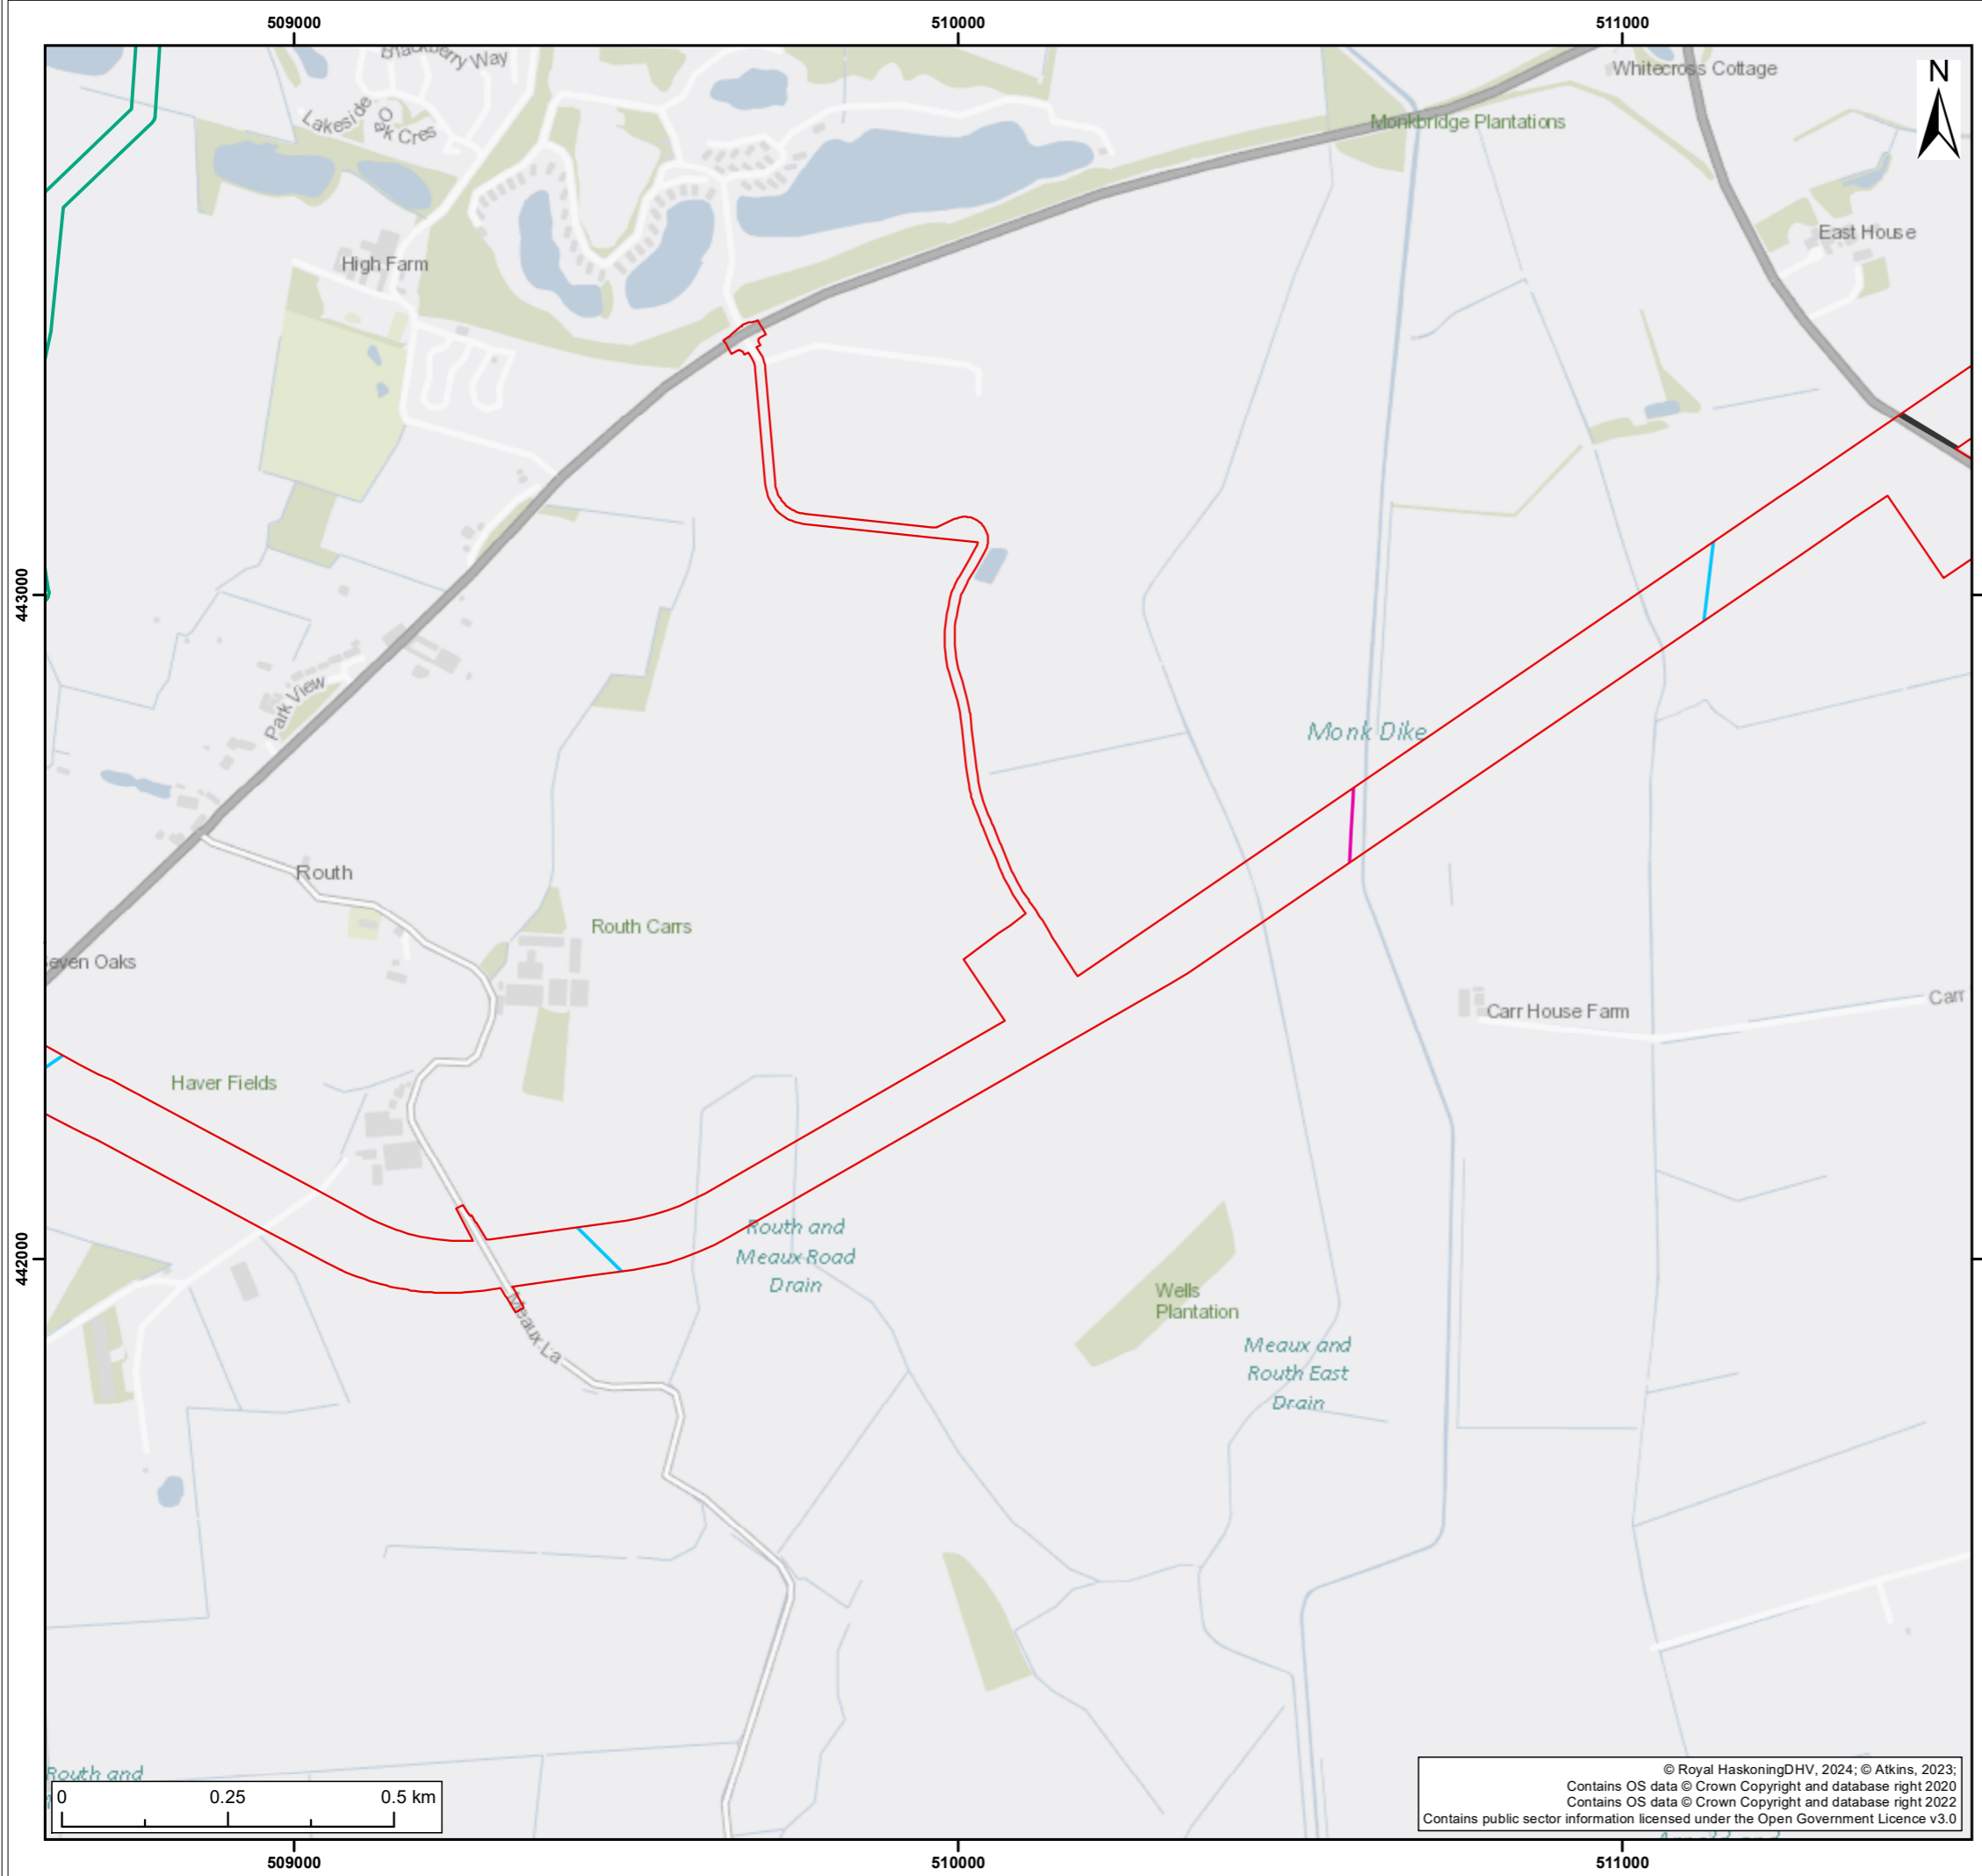 509000
510000
511000
Blackberry Way
Whitecross Cottage
N
Lakeside
Oak Cres
Monkbridge Plantations
East House
High Farm
443000
Park View
Monk Dike
Routh
Routh Carrs
Seven Oaks
Carr House Farm
Carr
Haver Fields
442000
Routh and
Meaux Road
Drain
Meaux La
Wells
Plantation
Meaux and
Routh East
Drain
Routh and
0
0.25
0.5 km
© Royal HaskoningDHV, 2024; © Atkins, 2023;
Contains OS data © Crown Copyright and database right 2020
Contains OS data © Crown Copyright and database right 2022
Contains public sector information licensed under the Open Government Licence v3.0
509000
510000
511000